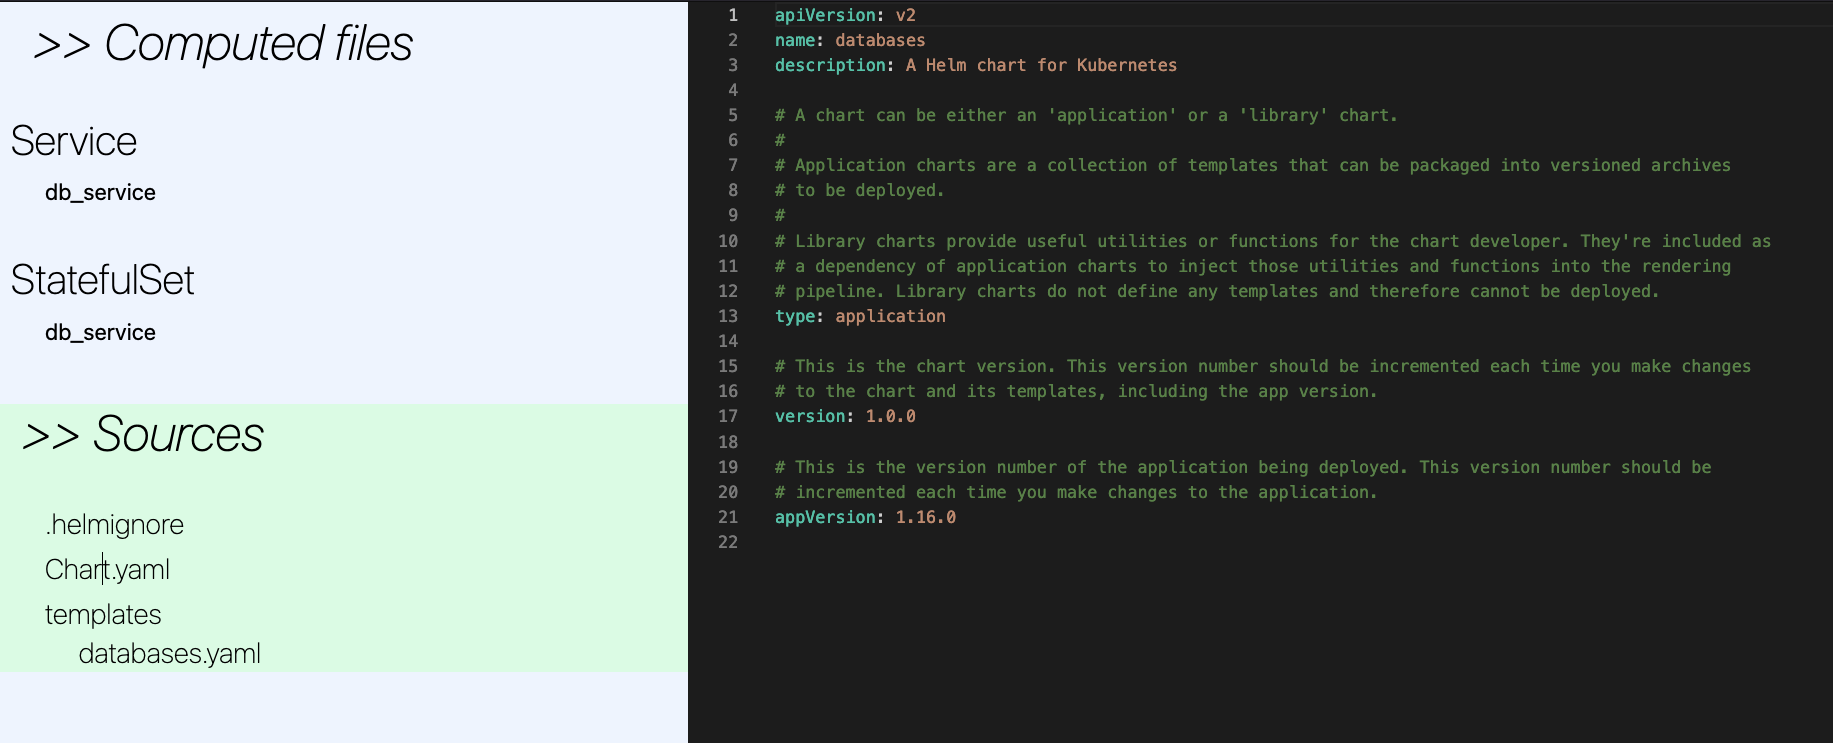 >> Computed files
Service
db_service
StatefulSet
db_service
>> Sources
.helmignore
Chart.yaml
templates
databases.yaml
1 apiVersion: v2
2 name: databases
3 description: A Helm chart for Kubernetes
4
5 # A chart can be either an 'application' or a 'library' chart.
6 #
7 # Application charts are a collection of templates that can be packaged into versioned archives
8 # to be deployed.
9 #
10 # Library charts provide useful utilities or functions for the chart developer. They're included as
11 # a dependency of application charts to inject those utilities and functions into the rendering
12 # pipeline. Library charts do not define any templates and therefore cannot be deployed.
13 type: application
14
15 # This is the chart version. This version number should be incremented each time you make changes
16 # to the chart and its templates, including the app version.
17 version: 1.0.0
18
19 # This is the version number of the application being deployed. This version number should be
20 # incremented each time you make changes to the application.
21 appVersion: 1.16.0
22